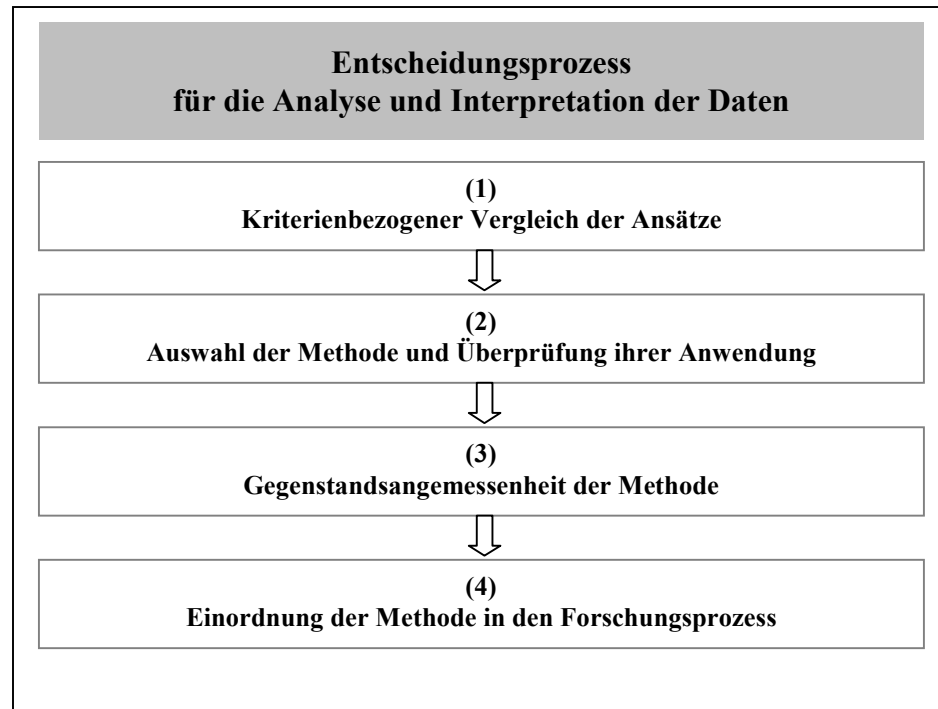 Entscheidungsprozess
für die Analyse und Interpretation der Daten
(1)
Kriterienbezogener Vergleich der Ansätze
(2)
Auswahl der Methode und Überprüfung ihrer Anwendung
(3)
Gegenstandsangemessenheit der Methode
(4)
Einordnung der Methode in den Forschungsprozess